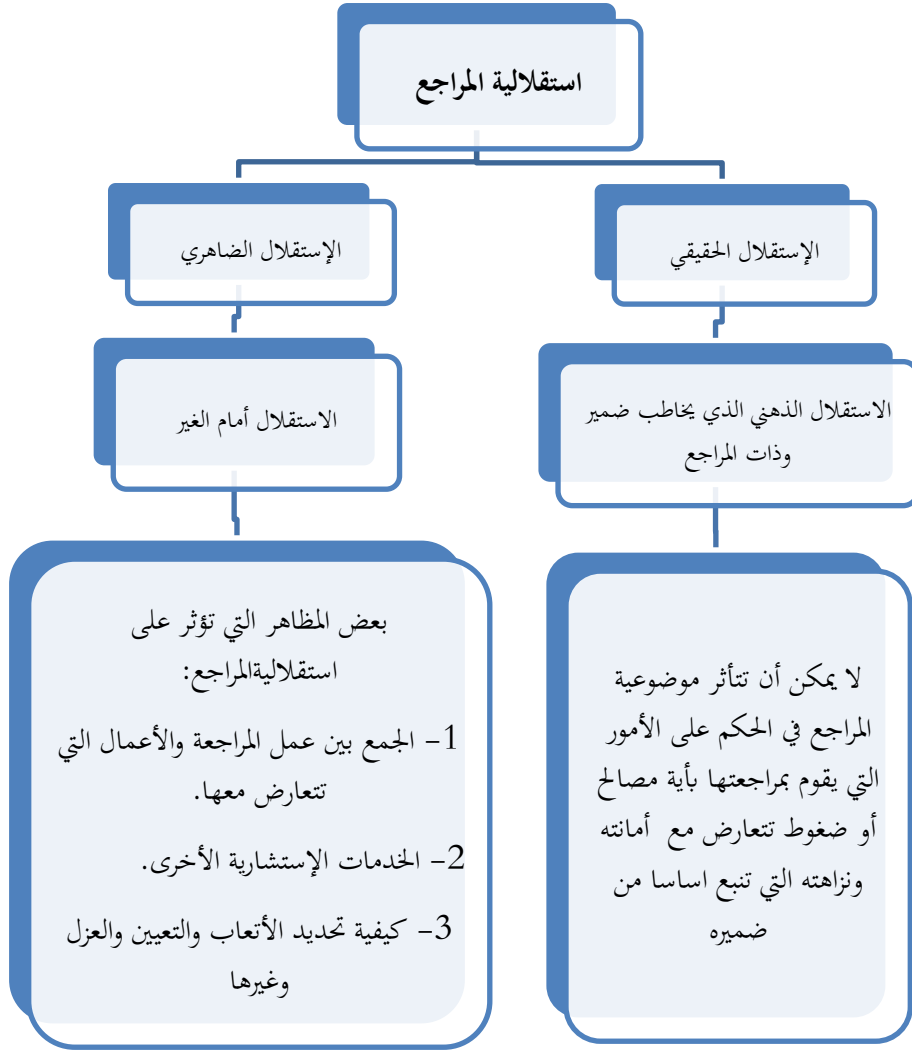 استقلالية المراجع
الإستقلال الحقيقي
الإستقلال الضاهري
الاستقلال الذهني الذي يخاطب ضمير
وذات المراجع
الاستقلال أمام الغير
لا يمكن أن تتأثر موضوعية
المراجع في الحكم على الأمور
التي يقوم بمراجعتها بأية مصالح
أو ضغوط تتعارض مع أمانته
ونزاهته التي تنبع اساسا من
ضميره
بعض المظاهر التي تؤثر على
استقلاليةالمراجع:
1- الجمع بين عمل المراجعة والأعمال التي
تتعارض معها.
2- الخدمات الإستشارية الأخرى.
3- كيفية تحديد الأتعاب والتعيين والعزل
وغيرها